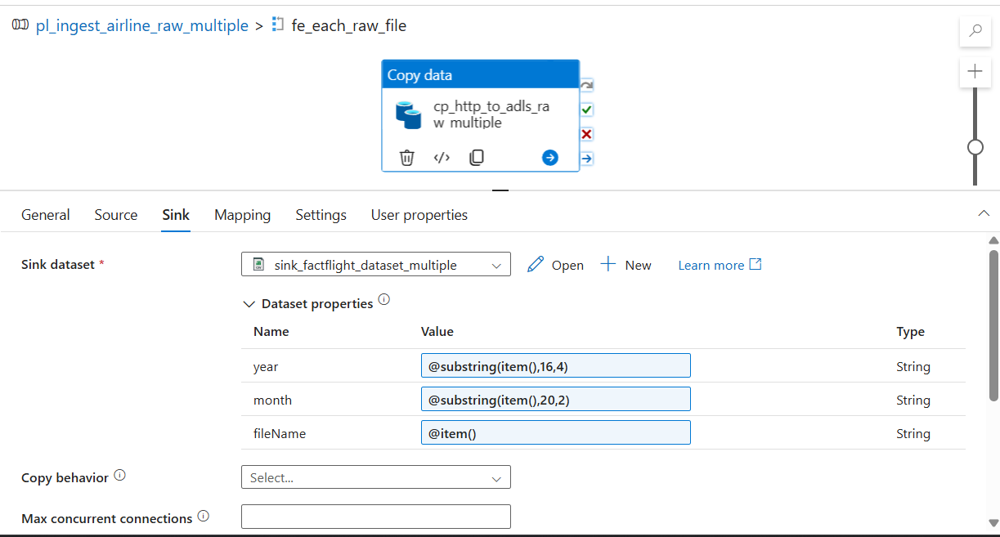 pl_ingest_airline_raw_multiple > fe_each_raw_file
Copy data
cp_http_to_adls_ra
w_multiple
General Source Sink Mapping Settings User properties
Sink dataset * sink_factflight_dataset_multiple Open New Learn more
Dataset properties
Name Value Type
year @substring(item(),16,4) String
month @substring(item(),20,2) String
fileName @item() String
Copy behavior Select...
Max concurrent connections